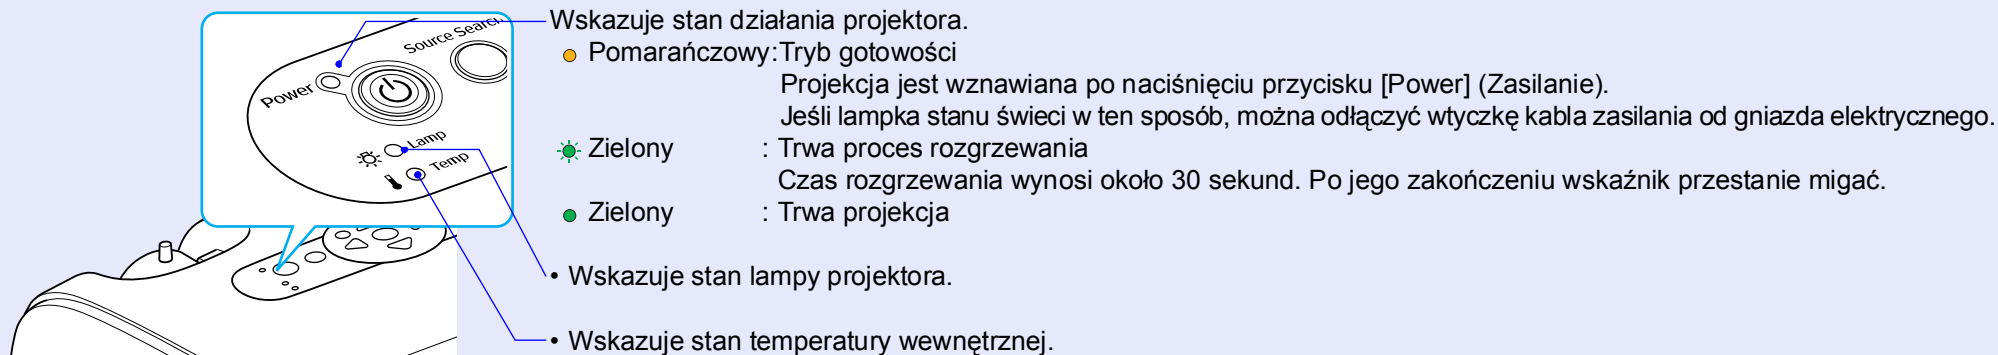 Wskazuje stan działania projektora.
Pomarańczowy:Tryb gotowości
Projekcja jest wznawiana po naciśnięciu przycisku [Power] (Zasilanie).
Jeśli lampka stanu świeci w ten sposób, można odłączyć wtyczkę kabla zasilania od gniazda elektrycznego.
Zielony : Trwa proces rozgrzewania
Czas rozgrzewania wynosi około 30 sekund. Po jego zakończeniu wskaźnik przestanie migać.
Zielony : Trwa projekcja
• Wskazuje stan lampy projektora.
• Wskazuje stan temperatury wewnętrznej.
Source Search
Power
Lamp
Temp